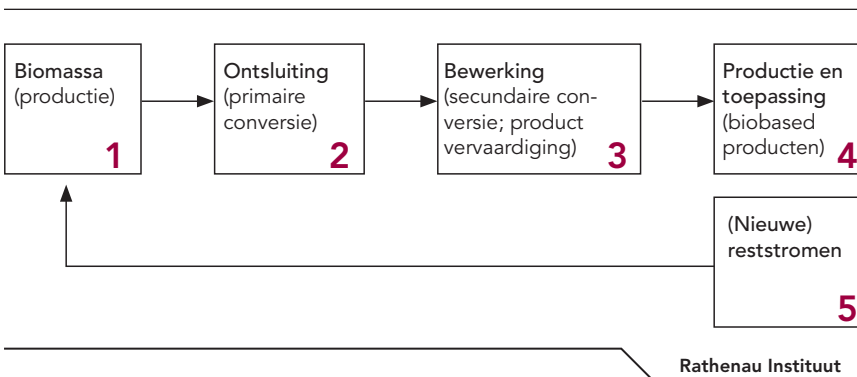 Biomassa
(productie)
1
Ontsluiting
(primaire
conversie)
2
Bewerking
(secundaire con-
versie; product
vervaardiging)
3
Productie en
toepassing
(biobased
producten)
4
(Nieuwe)
reststromen
5
Rathenau Instituut